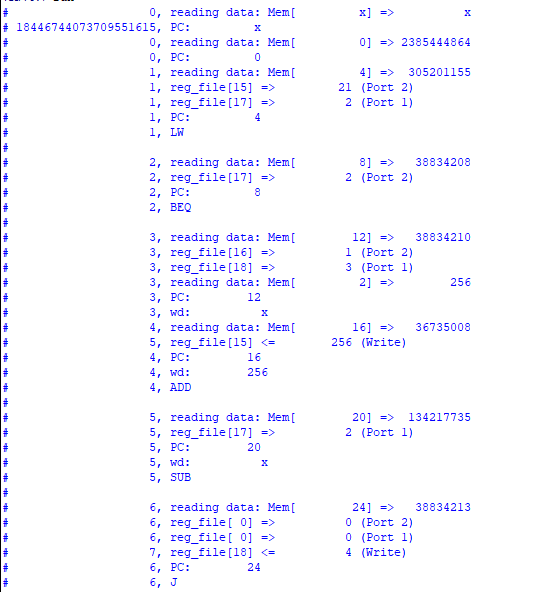 #                     0, reading data: Mem[         x] =>          x
# 18446744073709551615, PC:         x
#                     0, reading data: Mem[         0] => 2385444864
#                     0, PC:         0
#                     1, reading data: Mem[         4] =>  305201155
#                     1, reg_file[15] =>         21 (Port 2)
#                     1, reg_file[17] =>          2 (Port 1)
#                     1, PC:         4
#                     1, LW
#
#                     2, reading data: Mem[         8] =>   38834208
#                     2, reg_file[17] =>          2 (Port 2)
#                     2, PC:         8
#                     2, BEQ
#
#                     3, reading data: Mem[        12] =>   38834210
#                     3, reg_file[16] =>          1 (Port 2)
#                     3, reg_file[18] =>          3 (Port 1)
#                     3, reading data: Mem[         2] =>        256
#                     3, PC:        12
#                     3, wd:          x
#                     4, reading data: Mem[        16] =>   36735008
#                     5, reg_file[15] <=        256 (Write)
#                     4, PC:        16
#                     4, wd:        256
#                     4, ADD
#
#                     5, reading data: Mem[        20] =>  134217735
#                     5, reg_file[17] =>          2 (Port 1)
#                     5, PC:        20
#                     5, wd:          x
#                     5, SUB
#
#                     6, reading data: Mem[        24] =>   38834213
#                     6, reg_file[ 0] =>          0 (Port 2)
#                     6, reg_file[ 0] =>          0 (Port 1)
#                     7, reg_file[18] <=          4 (Write)
#                     6, PC:        24
#                     6, J